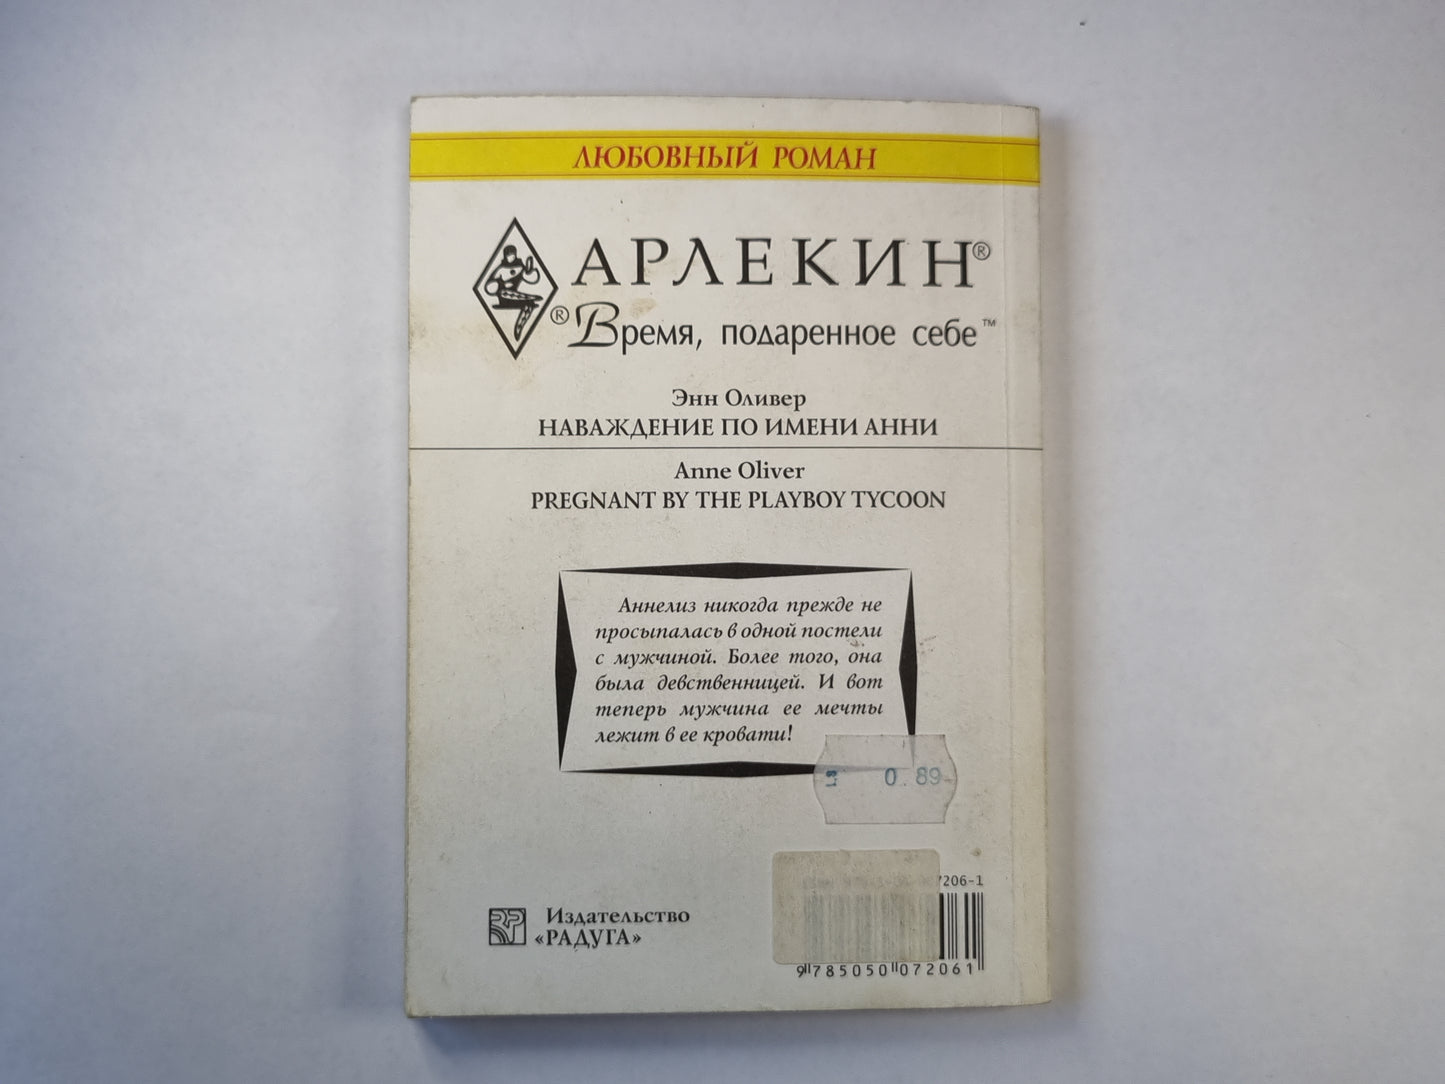 ЛЮБОВНЫЙ РОМАН
АРЛЕКИН®
® Время, подаренное себе™
Энн Оливер
НАВАЖДЕНИЕ ПО ИМЕНИ АННИ
Anne Oliver
PREGNANT BY THE PLAYBOY TYCOON
Аннелиз никогда прежде не
просыпалась в одной постели
с мужчиной. Более того, она
была девственницей. И вот
теперь мужчина ее мечты
лежит в ее кровати!
0.89
7206-1
Издательство
«РАДУГА»
9 785050 072061